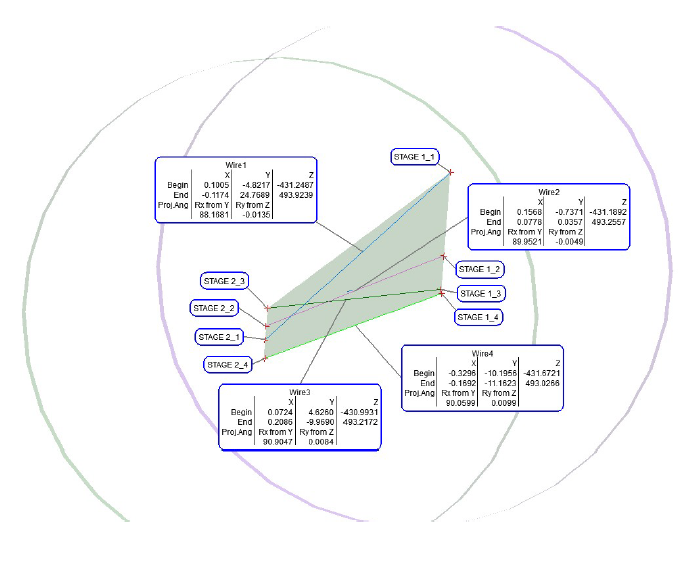 STAGE 1_1
Wire1
X Y Z
Begin 0.1005 -4.8217 -431.2487
End -0.1174 24.7689 493.9239
Proj.Ang Rx from Y Ry from Z
88.1681 -0.0135
Wire2
X Y Z
Begin 0.1568 -0.7371 -431.1892
End 0.0778 0.0357 493.2557
Proj.Ang Rx from Y Ry from Z
89.9521 -0.0049
STAGE 1_2
STAGE 2_3
STAGE 1_3
STAGE 2_2
STAGE 1_4
STAGE 2_1
STAGE 2_4
Wire4
X Y Z
Begin -0.3296 -10.1956 -431.6721
End -0.1692 -11.1623 493.0266
Proj.Ang Rx from Y Ry from Z
90.0599 0.0099
Wire3
X Y Z
Begin 0.0724 4.6260 -430.9931
End 0.2086 -9.9690 493.2172
Proj.Ang Rx from Y Ry from Z
90.9047 0.0084